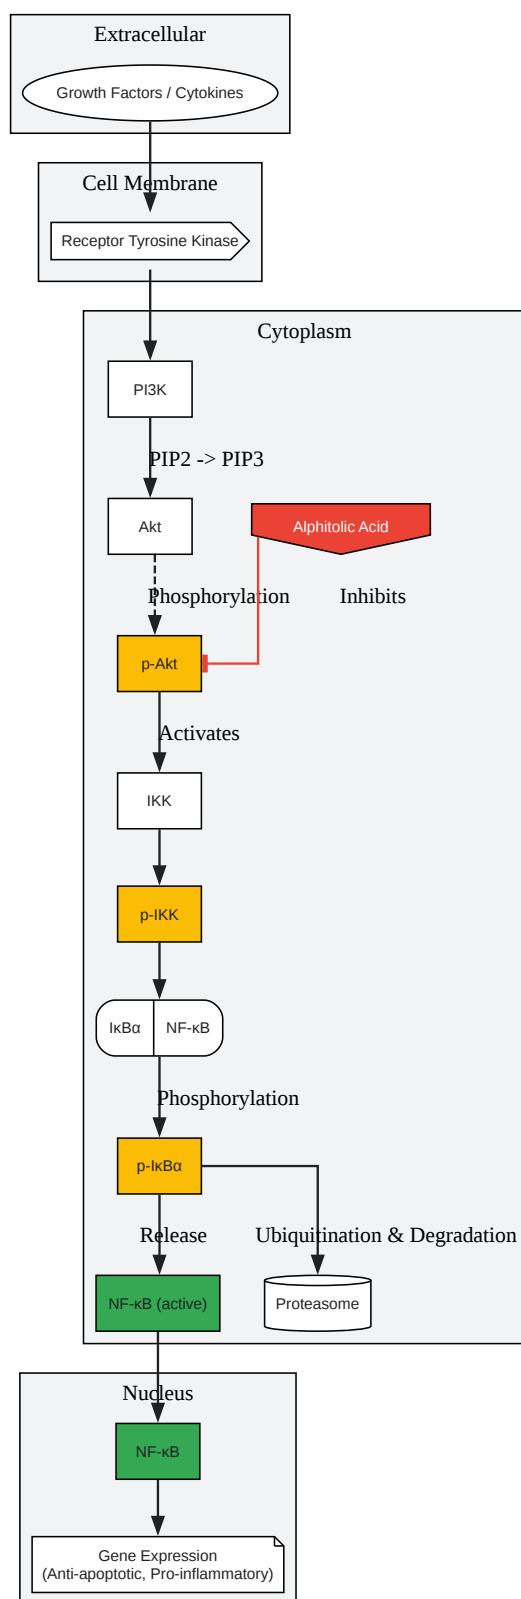 Extracellular
Growth Factors / Cytokines
Cell Membrane
Receptor Tyrosine Kinase
Cytoplasm
PI3K
PIP2 -> PIP3
Akt
Alphitolic Acid
Phosphorylation
Inhibits
p-Akt
Activates
IKK
p-IKK
IκBα
NF-κB
Phosphorylation
p-IκBα
Release
Ubiquitination & Degradation
NF-κB (active)
Proteasome
Nucleus
NF-κB
Gene Expression
(Anti-apoptotic, Pro-inflammatory)